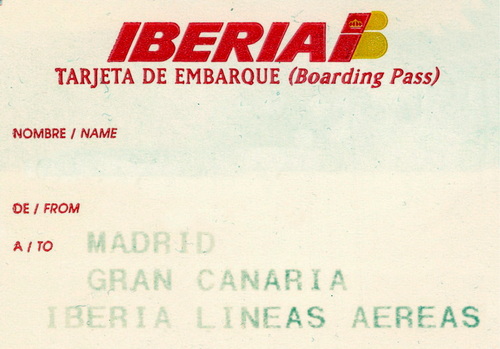 IBERIA
TARJETA DE EMBARQUE (Boarding Pass)
NOMBRE / NAME
DE / FROM
A / TO MADRID
GRAN CANARIA
IBERIA LINEAS AEREAS